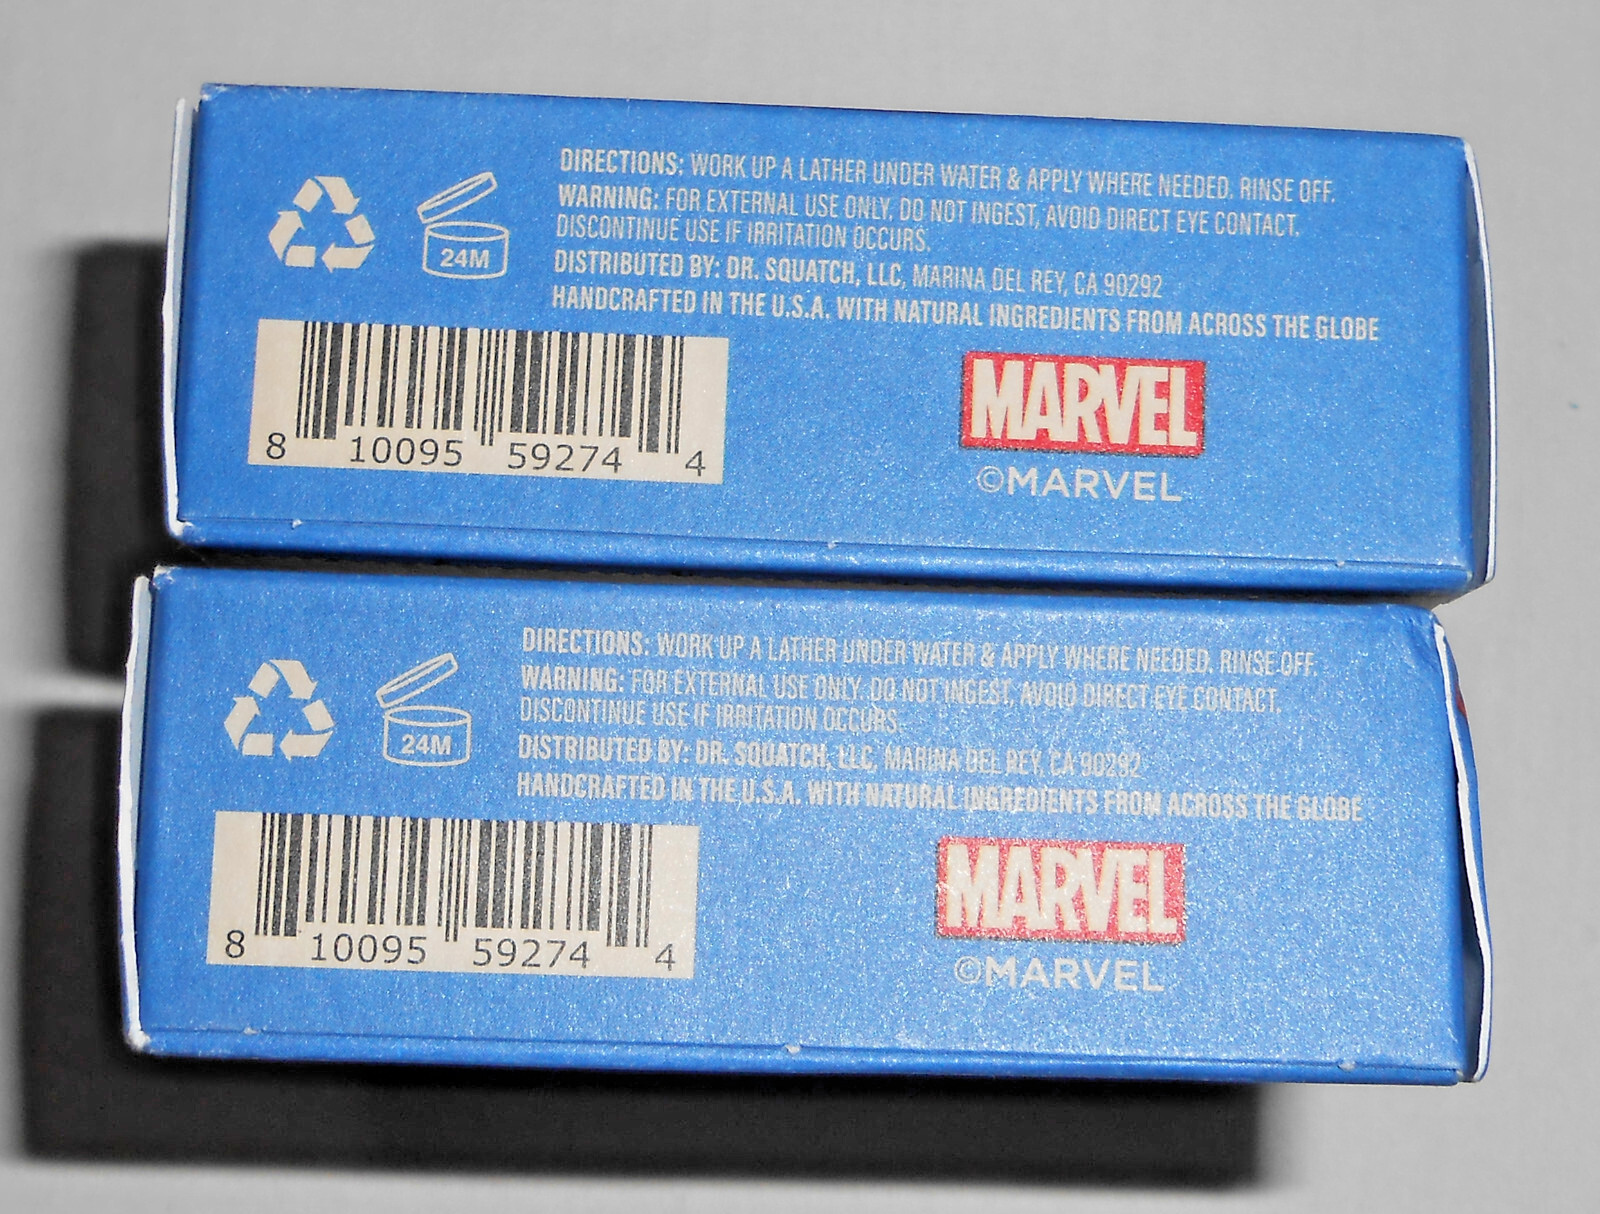 DIRECTIONS: WORK UP A LATHER UNDER WATER & APPLY WHERE NEEDED. RINSE OFF.
WARNING: FOR EXTERNAL USE ONLY. DO NOT INGEST, AVOID DIRECT EYE CONTACT.
DISCONTINUE USE IF IRRITATION OCCURS.
24M
DISTRIBUTED BY: DR. SQUATCH, LLC, MARINA DEL REY, CA 90292
HANDCRAFTED IN THE U.S.A. WITH NATURAL INGREDIENTS FROM ACROSS THE GLOBE
MARVEL
8 10095 59274 4
©MARVEL
DIRECTIONS: WORK UP A LATHER UNDER WATER & APPLY WHERE NEEDED. RINSE OFF.
WARNING: FOR EXTERNAL USE ONLY. DO NOT INGEST, AVOID DIRECT EYE CONTACT.
DISCONTINUE USE IF IRRITATION OCCURS.
24M
DISTRIBUTED BY: DR. SQUATCH, LLC, MARINA DEL REY, CA 90292
HANDCRAFTED IN THE U.S.A. WITH NATURAL INGREDIENTS FROM ACROSS THE GLOBE
MARVEL
8 10095 59274 4
©MARVEL